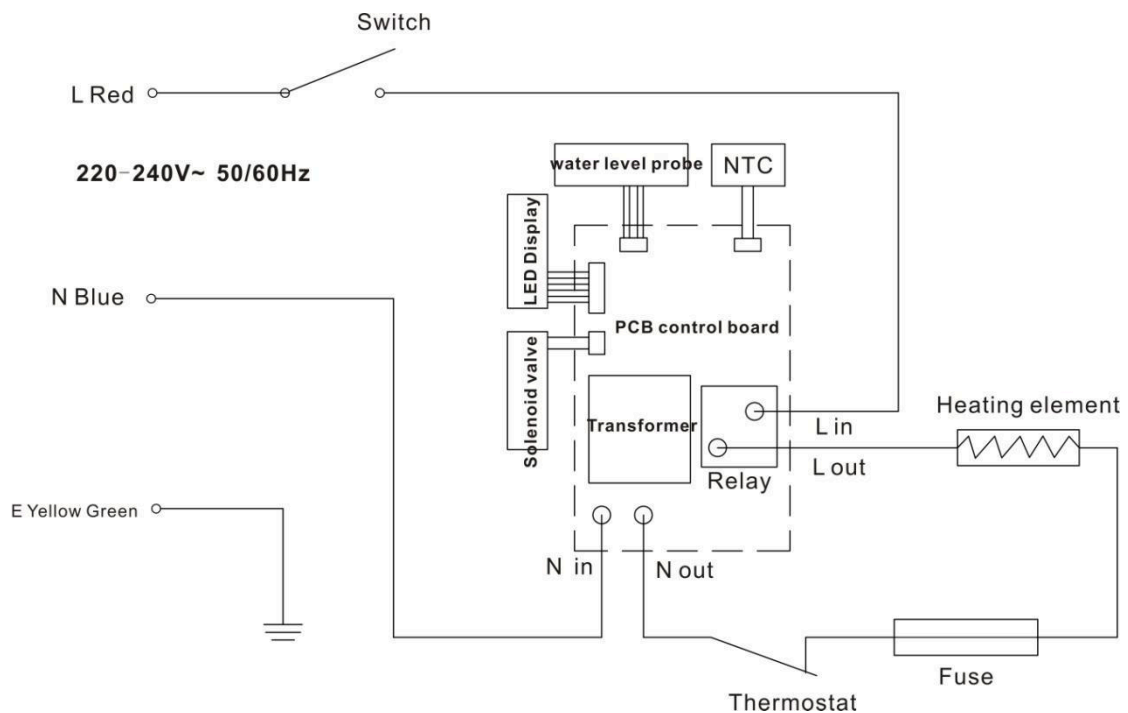 Switch
L Red
220-240V~ 50/60Hz
water level probe
NTC
LED Display
N Blue
PCB control board
Solenoid valve
Transformer
L in
Heating element
L out
Relay
E Yellow Green
N in
N out
Fuse
Thermostat